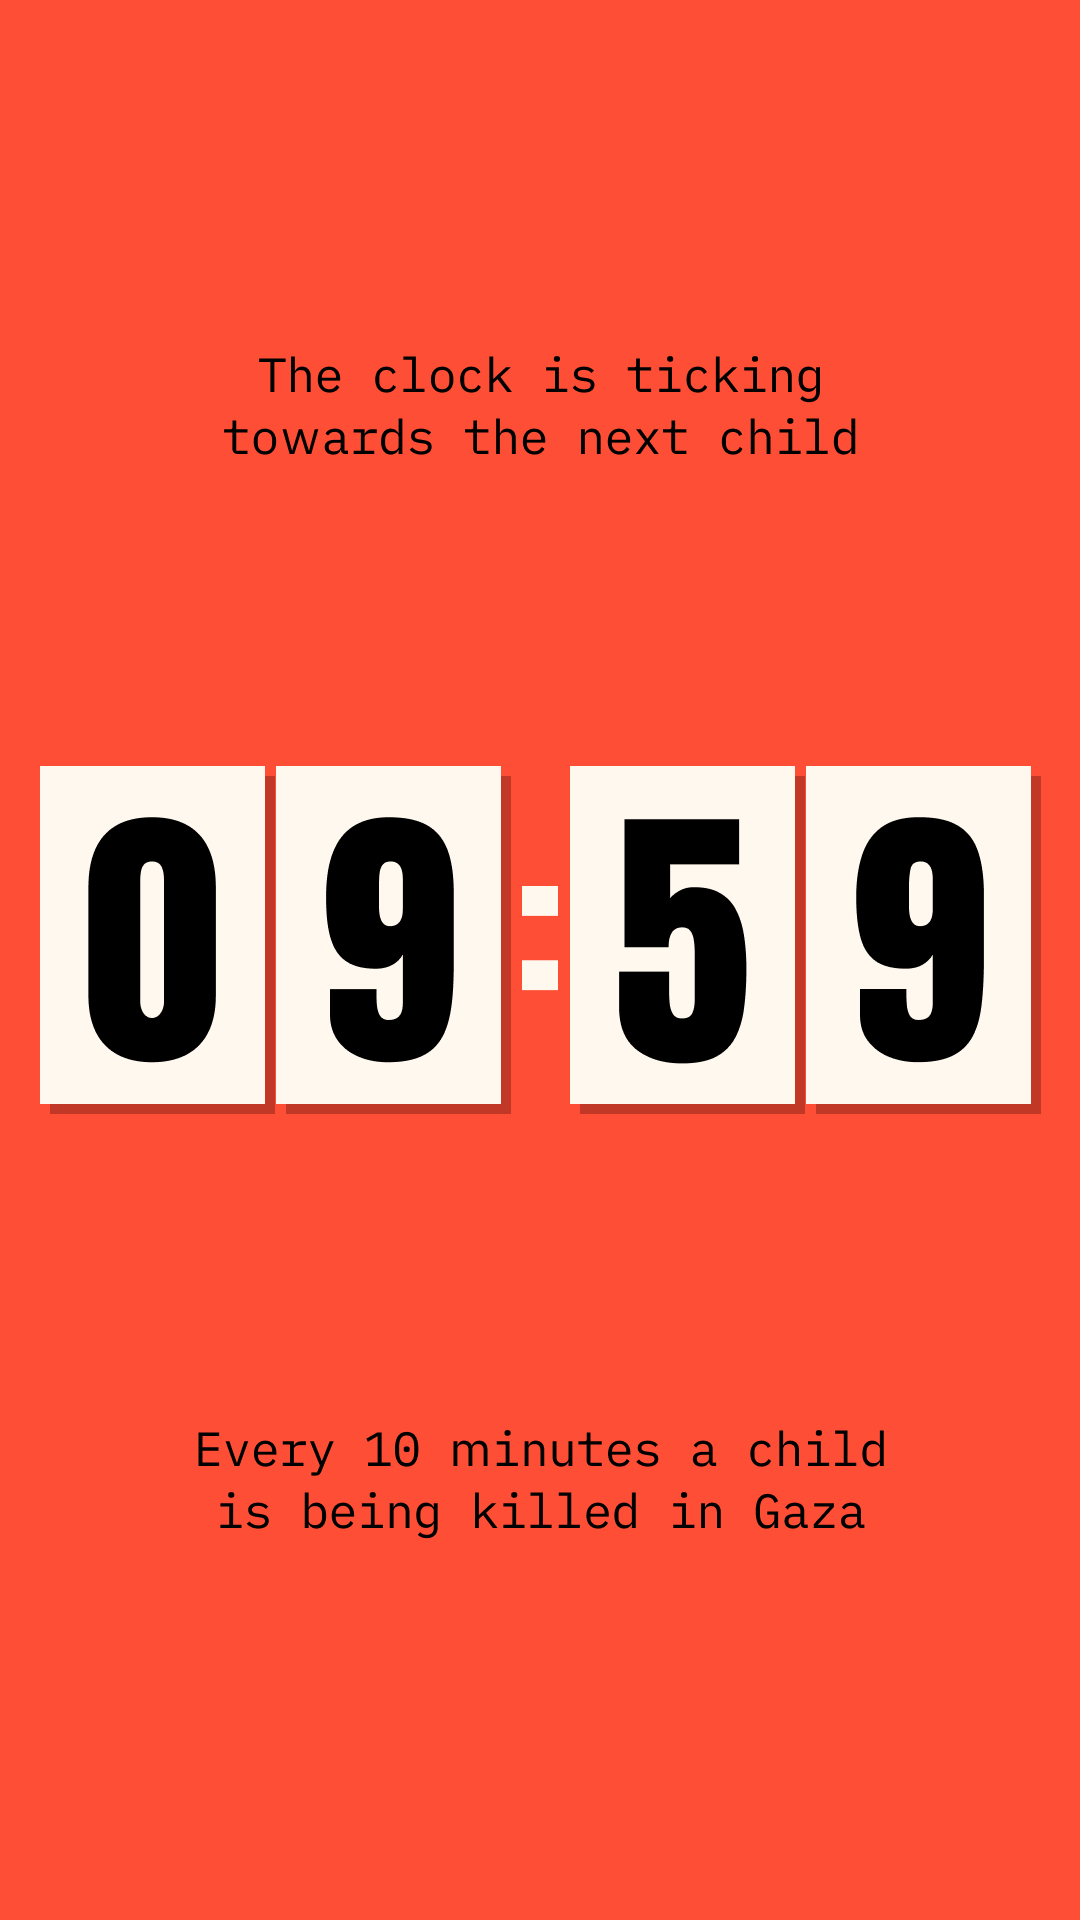 The clock is ticking
towards the next child
09:59
Every 10 minutes a child
is being killed in Gaza